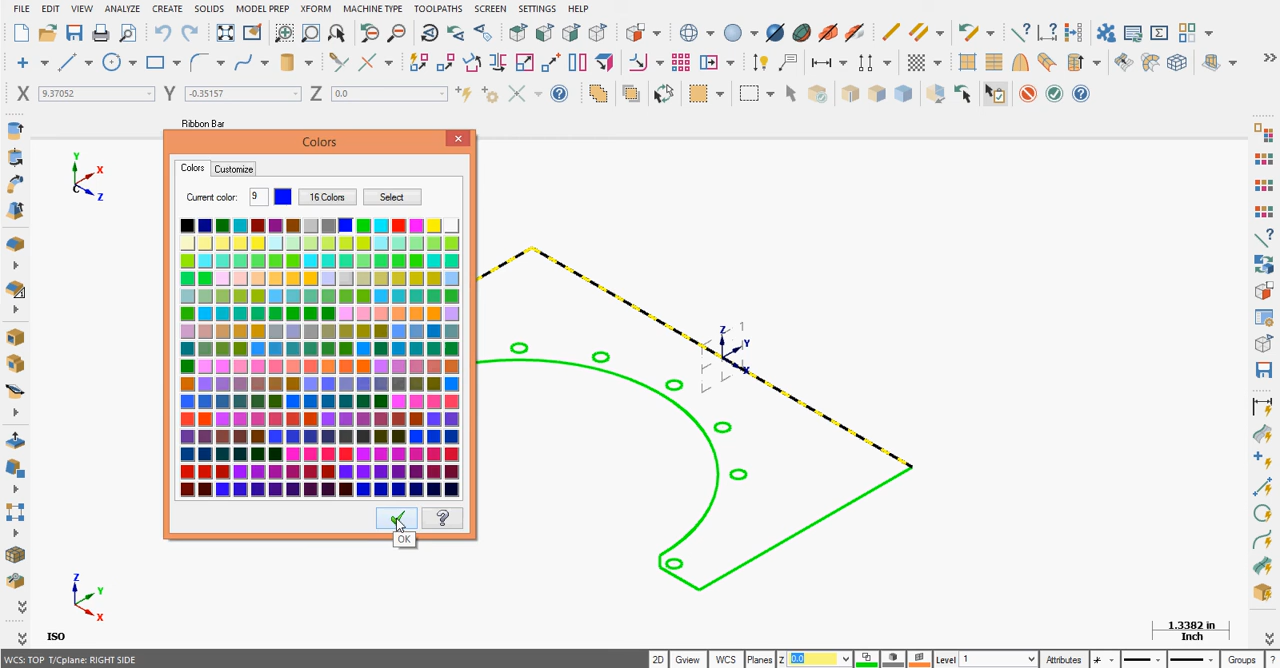 FILE EDIT VIEW ANALYZE CREATE SOLIDS MODEL PREP XFORM MACHINE TYPE TOOLPATHS SCREEN SETTINGS HELP
X 9.37052 Y -0.35157 Z 0.0
Ribbon Bar
Colors
Colors Customize
Current color: 9 16 Colors Select
OK
Y
X
Z
C
Z
Y
X
1
Z
Y
X
ISO
1.3382 in
Inch
WCS: TOP T/Cplane: RIGHT SIDE 2D Gview WCS Planes Z 0.0 Level 1 Attributes Groups ?